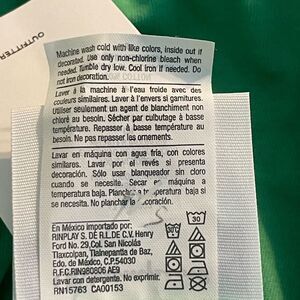 OUTFITTER
Machine wash cold with like colors, inside out if
decorated. Use only non-chlorine bleach when
needed. Tumble dry low. Cool iron if needed. Do
not iron decoration.
Laver à la machine à l'eau froide avec des
couleurs similaires. Laver à l'envers si garnitures.
Utiliser seulement un agent de blanchiment non
chloré au besoin. Sécher par culbutage à basse
température. Repasser à basse température au
besoin. Ne pas repasser les ornements.
Lavar en máquina con agua fría, con colores
similares. Lavar por el revés si presenta
decoración. Sólo usar blanqueador sin cloro
cuando se necesite. Secar en máquina a
temperatura baja. Planchar a temperatura baja si
se necesite. No planchar la decoración.
En México importado por:
RINPLAY S. DE R.L.DE C.V. Henry
Ford No. 29,Col. San Nicolás
Tlaxcolpan, Tlalnepantla de Baz,
Edo. de México, C.P.54030
R.F.C.RIN980806 AE9
Lavar con detergente. No exprimir.
RN15763 CA00153